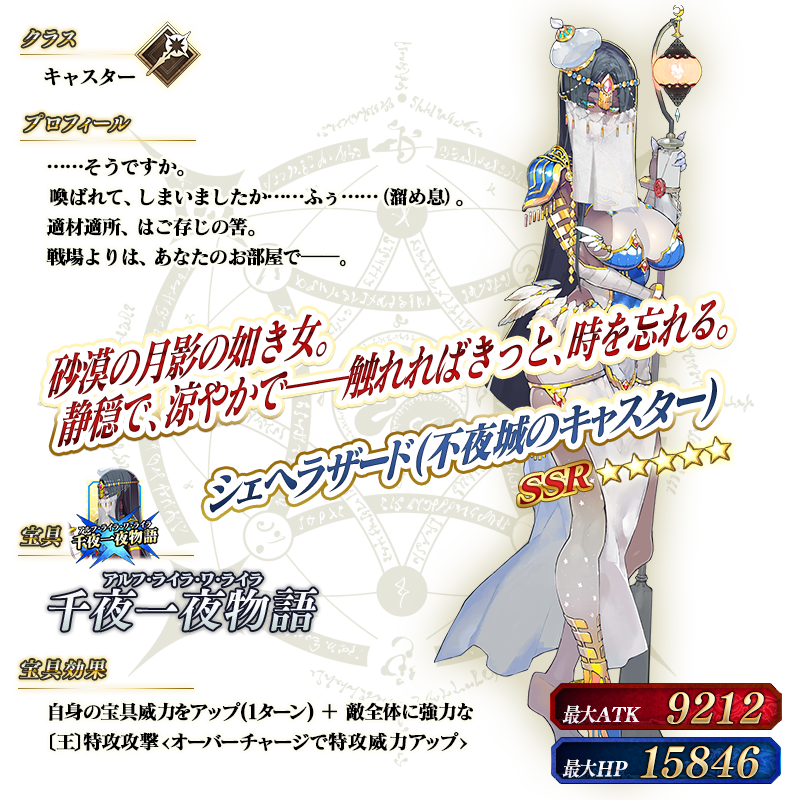 クラス
キャスター
プロフィール
……そうですか。
喚ばれて、しまいましたか……ふぅ……（溜め息）。
適材適所、はご存じの筈。
戦場よりは、あなたのお部屋で――。
砂漠の月影の如き女。
静穏で、涼やかで――触れればきっと、時を忘れる。
シェヘラザード(不夜城のキャスター)
SSR ★★★★★
宝具
アルフ・ライラ・ワ・ライラ
千夜一夜物語
アルフ・ライラ・ワ・ライラ
千夜一夜物語
宝具効果
自身の宝具威力をアップ(1ターン) ＋ 敵全体に強力な
〔王〕特攻攻撃<オーバーチャージで特攻威力アップ>
最大ATK 9212
最大HP 15846